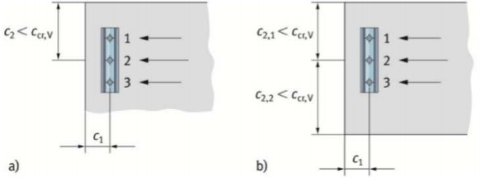 c2 < ccr,V
1
2
3
c1
a)
c2,1 < ccr,V
1
2
3
c2,2 < ccr,V
c1
b)